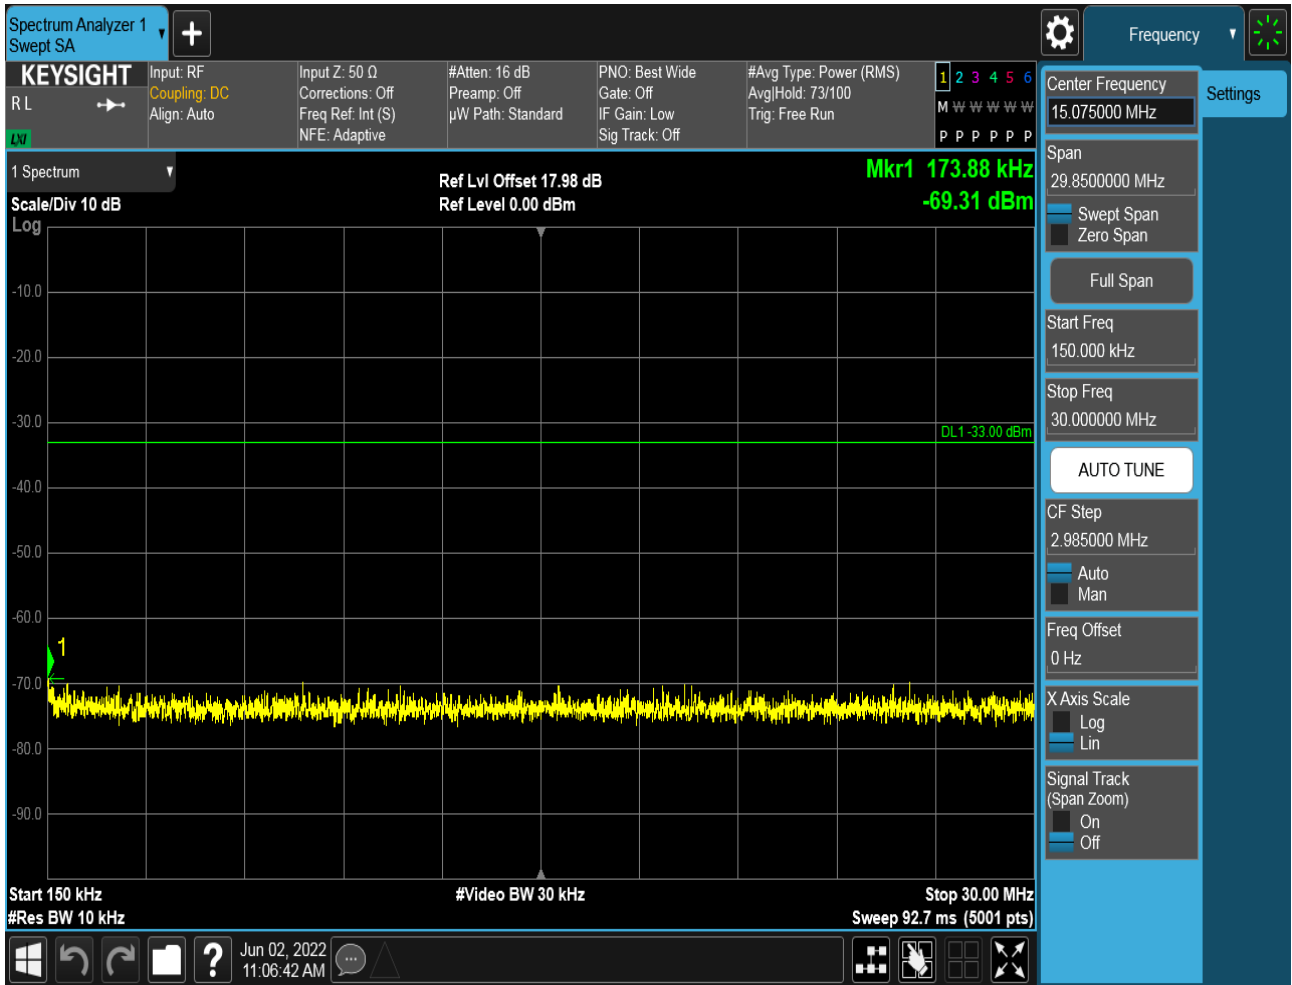 Spectrum Analyzer 1
Swept SA
+
Frequency
KEYSIGHT
R L
LXI
Input: RF
Coupling: DC
Align: Auto
Input Z: 50 Ω
Corrections: Off
Freq Ref: Int (S)
NFE: Adaptive
#Atten: 16 dB
Preamp: Off
µW Path: Standard
PNO: Best Wide
Gate: Off
IF Gain: Low
Sig Track: Off
#Avg Type: Power (RMS)
Avg|Hold: 73/100
Trig: Free Run
1 2 3 4 5 6
M W W W W W
P P P P P P
1 Spectrum
Scale/Div 10 dB
Log
Ref Lvl Offset 17.98 dB
Ref Level 0.00 dBm
Mkr1 173.88 kHz
-69.31 dBm
-10.0
-20.0
-30.0
DL1 -33.00 dBm
-40.0
-50.0
-60.0
1
-70.0
-80.0
-90.0
Start 150 kHz
#Video BW 30 kHz
Stop 30.00 MHz
#Res BW 10 kHz
Sweep 92.7 ms (5001 pts)
Center Frequency
15.075000 MHz
Settings
Span
29.8500000 MHz
Swept Span
Zero Span
Full Span
Start Freq
150.000 kHz
Stop Freq
30.000000 MHz
AUTO TUNE
CF Step
2.985000 MHz
Auto
Man
Freq Offset
0 Hz
X Axis Scale
Log
Lin
Signal Track
(Span Zoom)
On
Off
?
Jun 02, 2022
11:06:42 AM